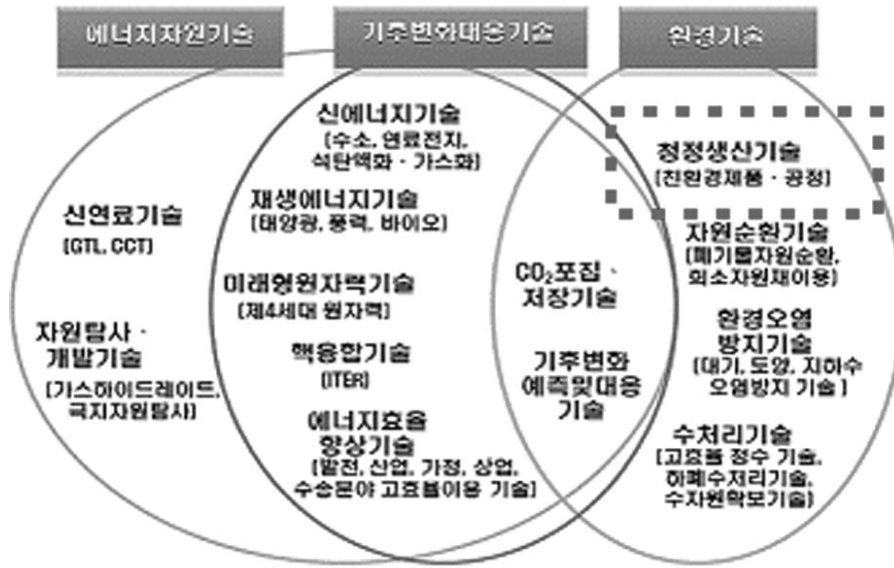 에너지자원기술
기후변화대응기술
환경기술
신연료기술
(GTL, CCT)
자원탐사 ·
개발기술
(가스하이드레이트,
극지자원탐사)
신에너지기술
(수소, 연료전지,
석탄액화 · 가스화)
재생에너지기술
(태양광, 풍력, 바이오)
미래형원자력기술
(제4세대 원자력)
핵융합기술
(ITER)
에너지효율
향상기술
(발전, 산업, 가정, 상업,
수송분야 고효율이용 기술)
CO₂포집 ·
저장기술
기후변화
예측및대응
기술
청정생산기술
(친환경제품 · 공정)
자원순환기술
(폐기물자원순환,
희소자원재이용)
환경오염
방지기술
(대기, 토양, 지하수
오염방지 기술)
수처리기술
(고효율 정수 기술,
하폐수처리기술,
수자원확보기술)